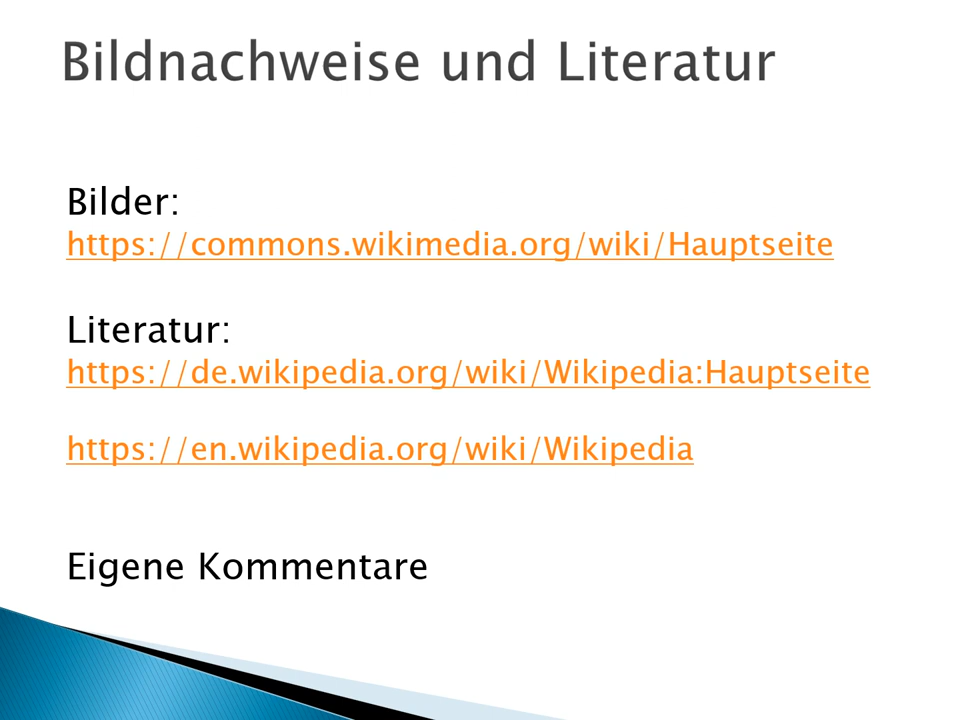 Bildnachweise und Literatur
Bilder:
https://commons.wikimedia.org/wiki/Hauptseite
Literatur:
https://de.wikipedia.org/wiki/Wikipedia:Hauptseite
https://en.wikipedia.org/wiki/Wikipedia
Eigene Kommentare